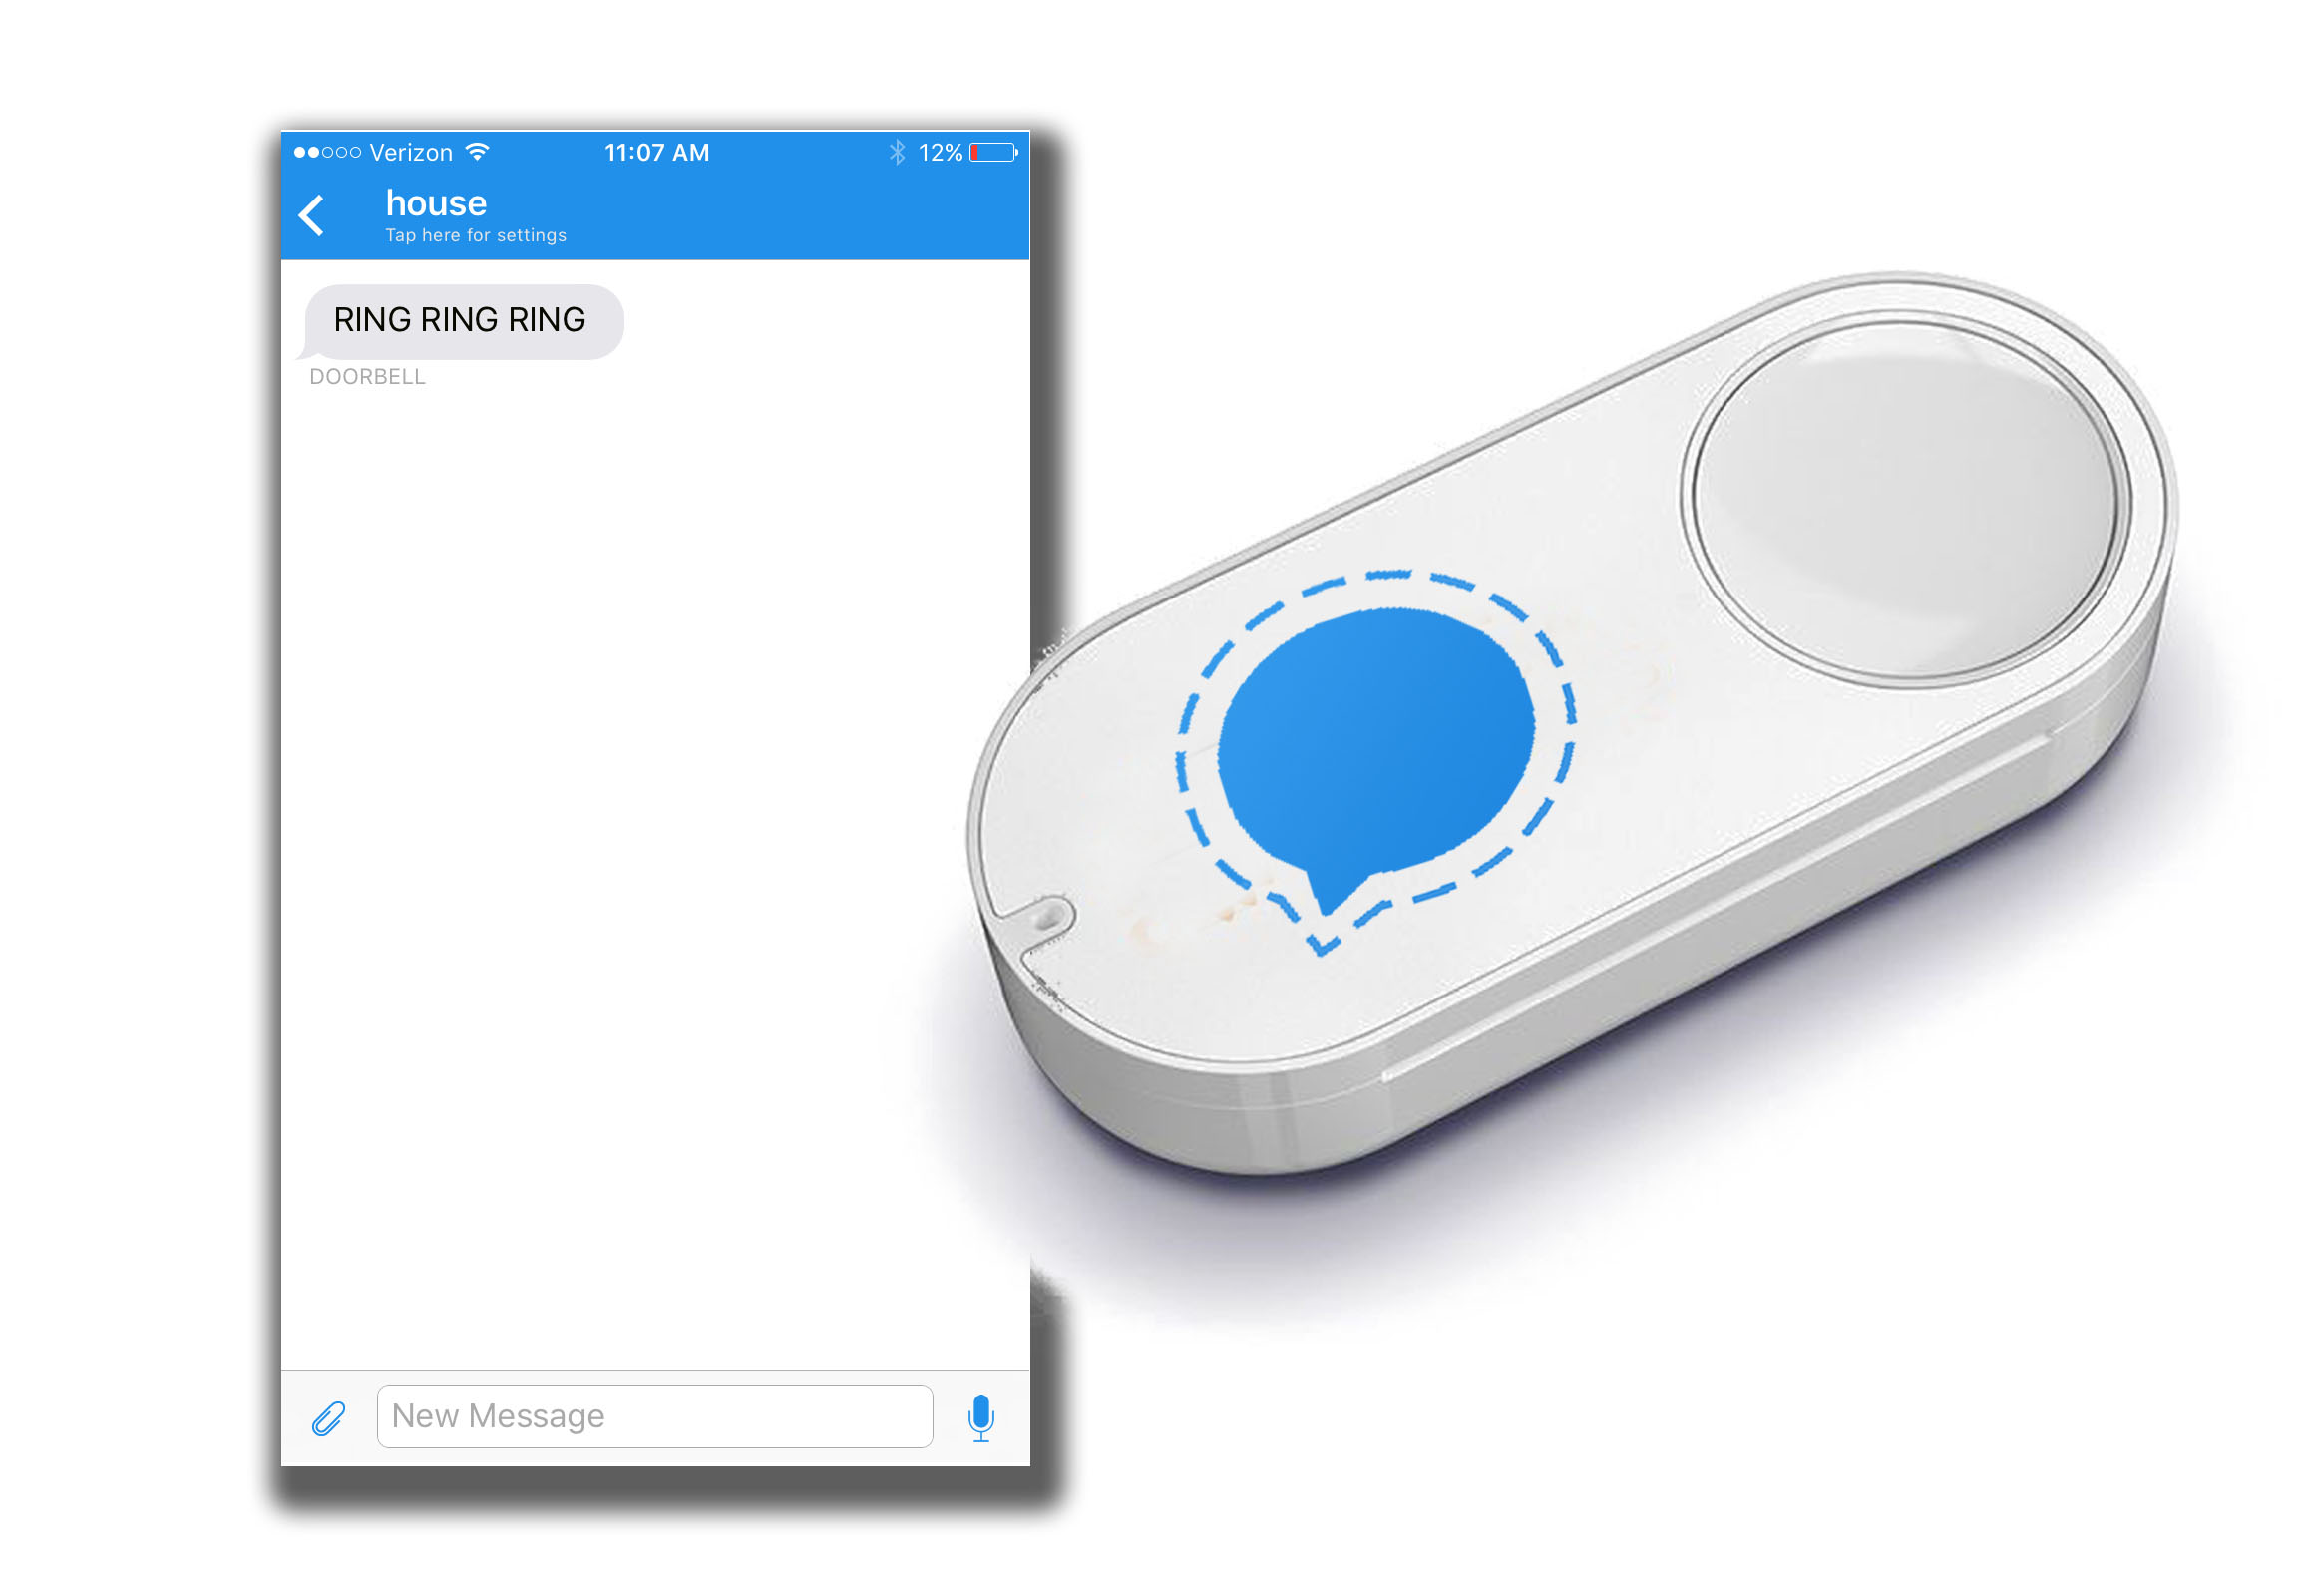 Verizon 11:07 AM 12%
house
Tap here for settings
RING RING RING
DOORBELL
New Message